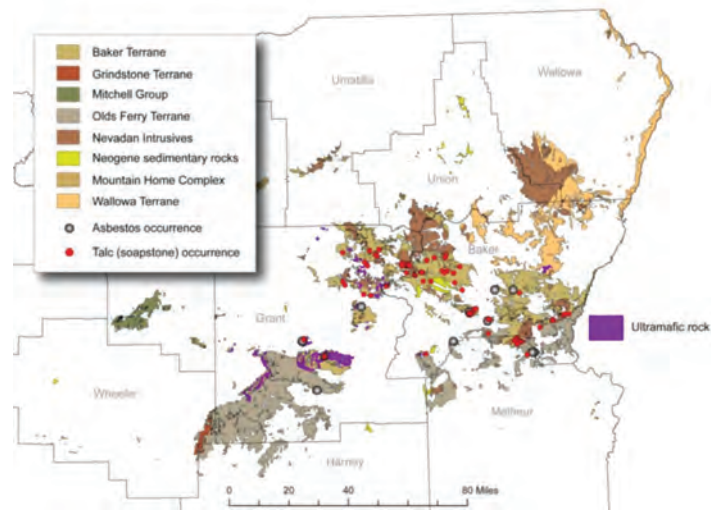 Baker Terrane
Grindstone Terrane
Mitchell Group
Olds Ferry Terrane
Nevadan Intrusives
Neogene sedimentary rocks
Mountain Home Complex
Wallowa Terrane
Asbestos occurrence
Talc (soapstone) occurrence
Umatilla
Wallowa
Union
Baker
Grant
Ultramafic rock
Wheeler
Malheur
Harney
0 20 40 80 Miles